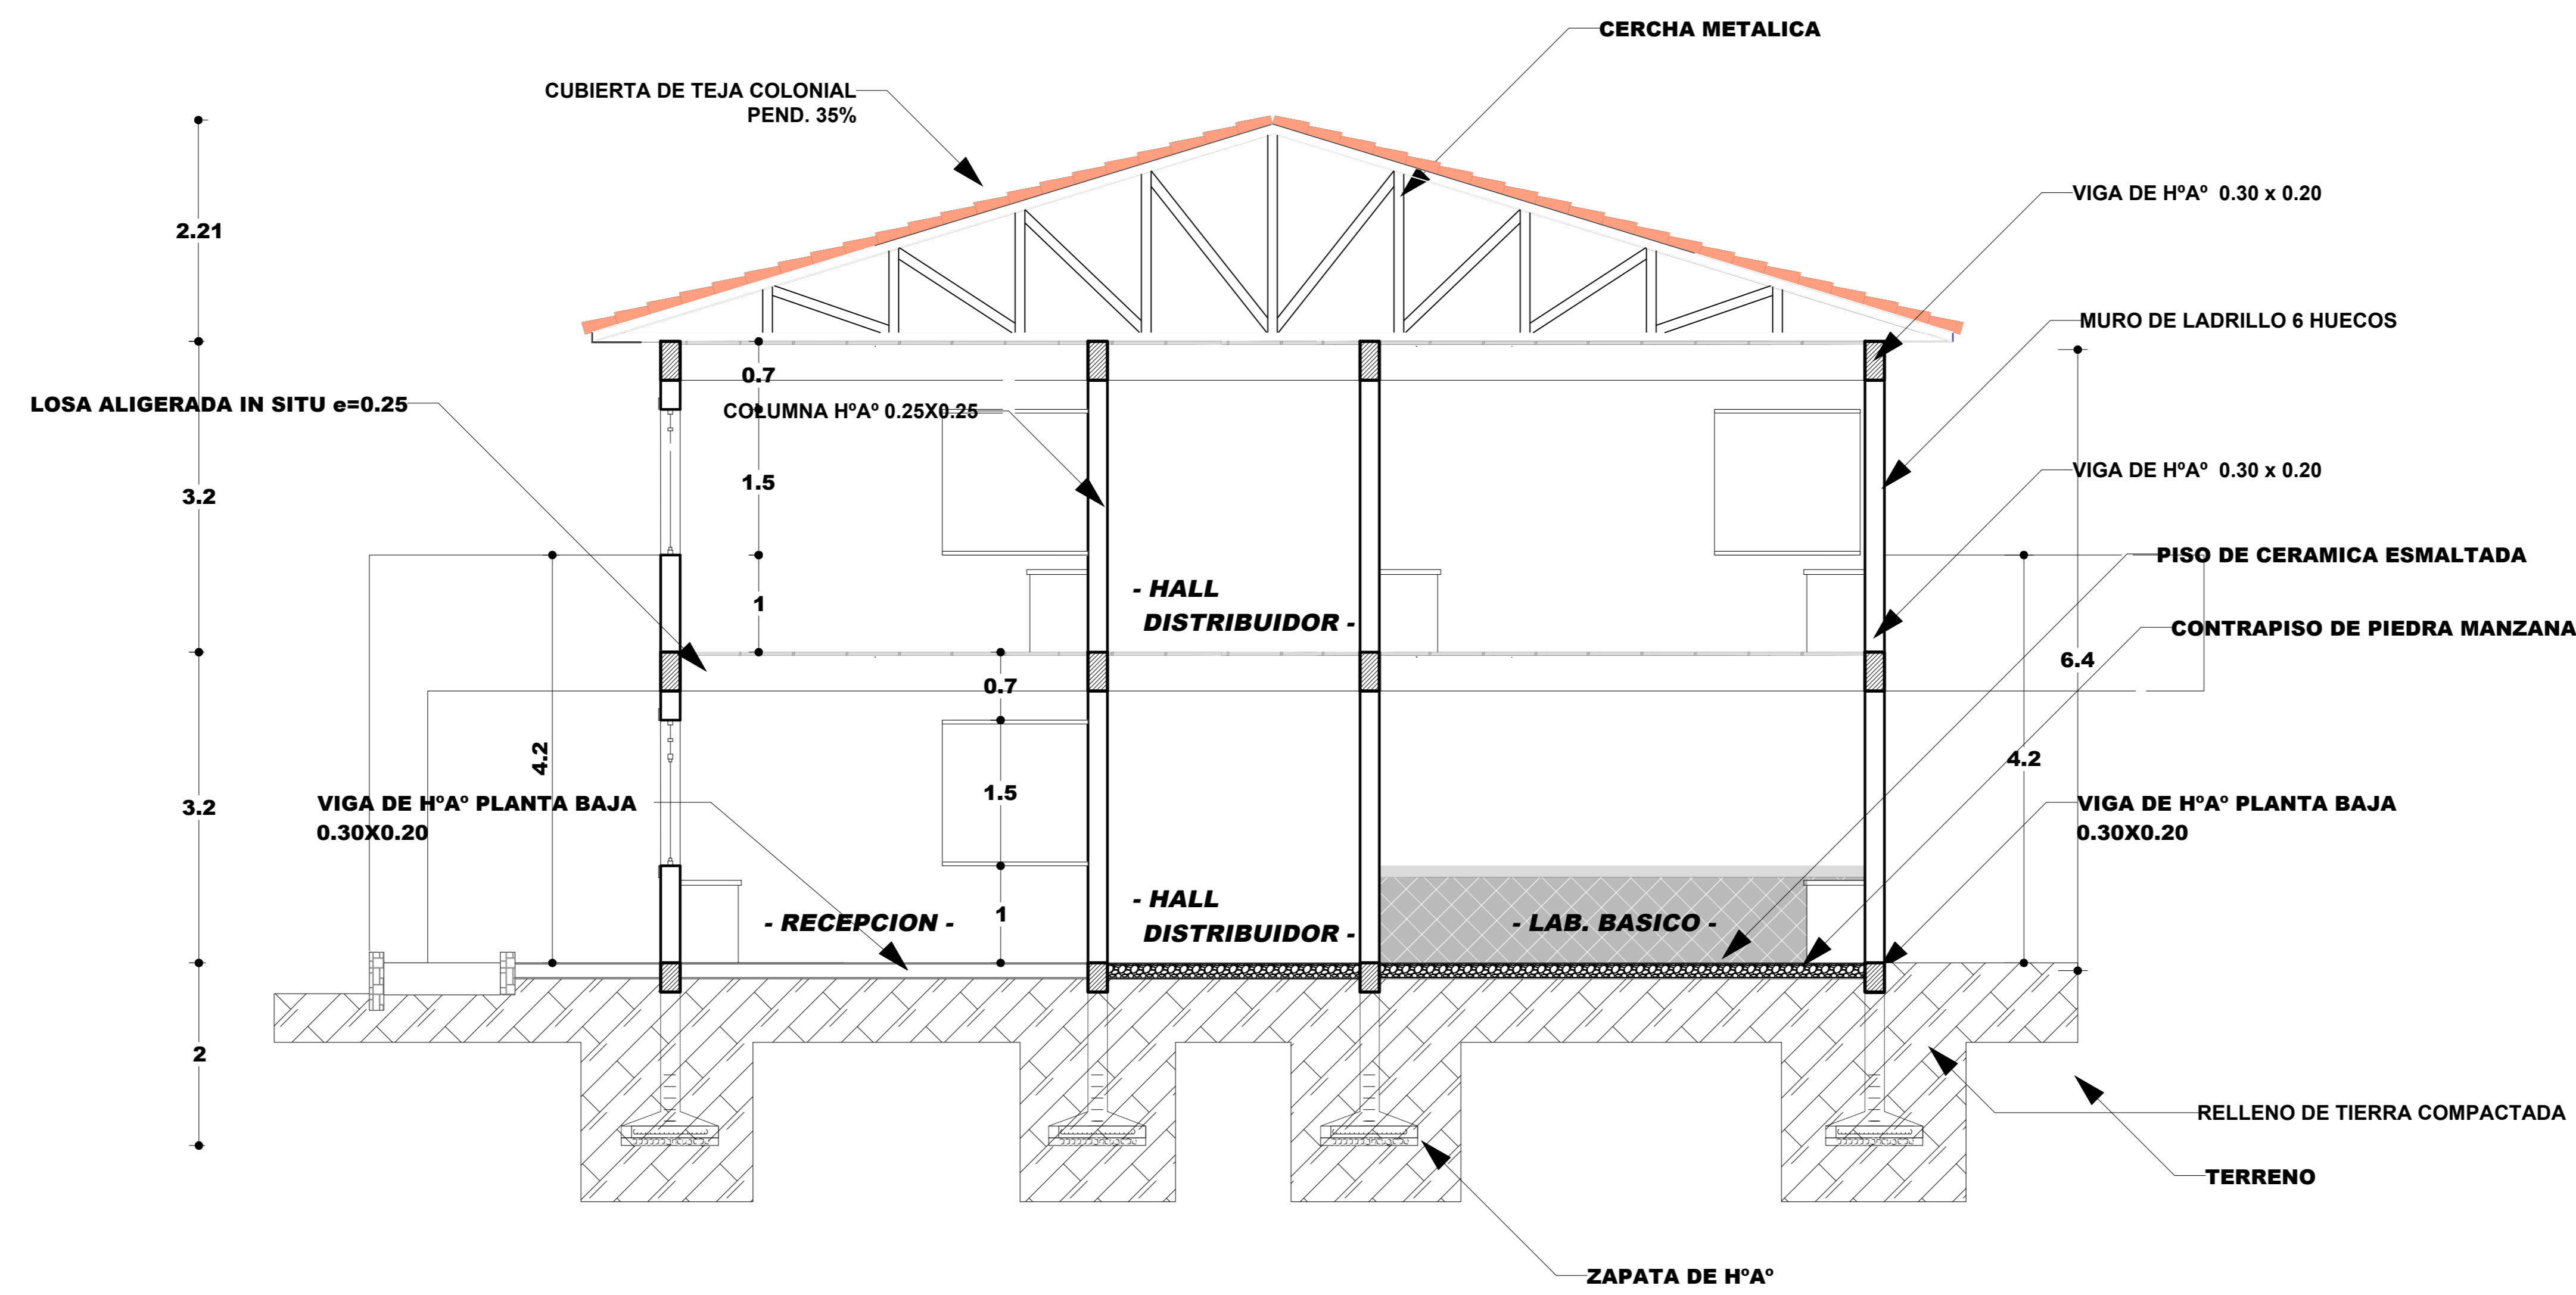 CERCHA METALICA
CUBIERTA DE TEJA COLONIAL
PEND. 35%
VIGA DE HºAº 0.30 x 0.20
2.21
MURO DE LADRILLO 6 HUECOS
0.7
LOSA ALIGERADA IN SITU e=0.25
COLUMNA HºAº 0.25X0.25
VIGA DE HºAº 0.30 x 0.20
1.5
3.2
PISO DE CERAMICA ESMALTADA
- HALL
DISTRIBUIDOR -
1
CONTRAPISO DE PIEDRA MANZANA
6.4
0.7
4.2
4.2
1.5
3.2
VIGA DE HºAº PLANTA BAJA
0.30X0.20
VIGA DE HºAº PLANTA BAJA
0.30X0.20
- HALL
DISTRIBUIDOR -
1
- RECEPCION -
- LAB. BASICO -
2
RELLENO DE TIERRA COMPACTADA
TERRENO
ZAPATA DE HºAº